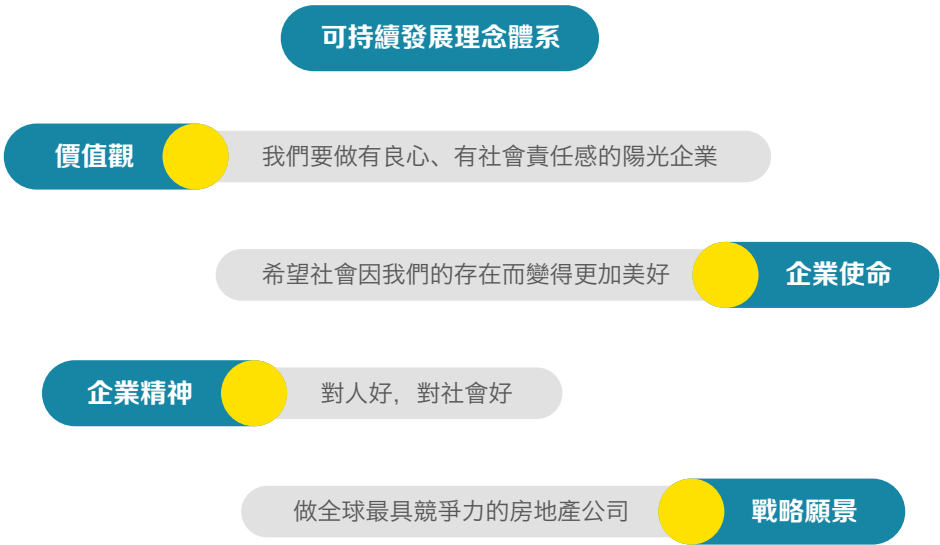 可持續發展理念體系
價值觀
我們要做有良心、有社會責任感的陽光企業
希望社會因我們的存在而變得更加美好
企業使命
企業精神
對人好，對社會好
做全球最具競爭力的房地產公司
戰略願景